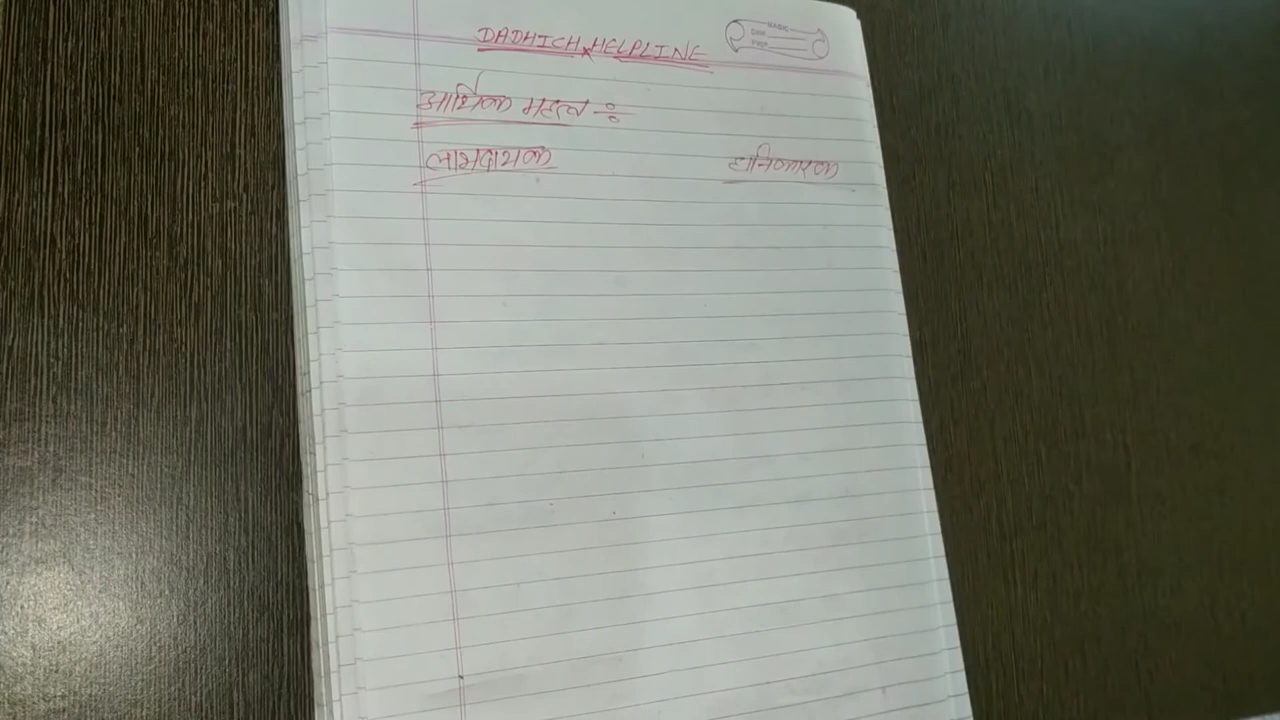 DADHICH x HELPLINE
आर्थिक महत्व ÷
लाभदायक हानिकारक